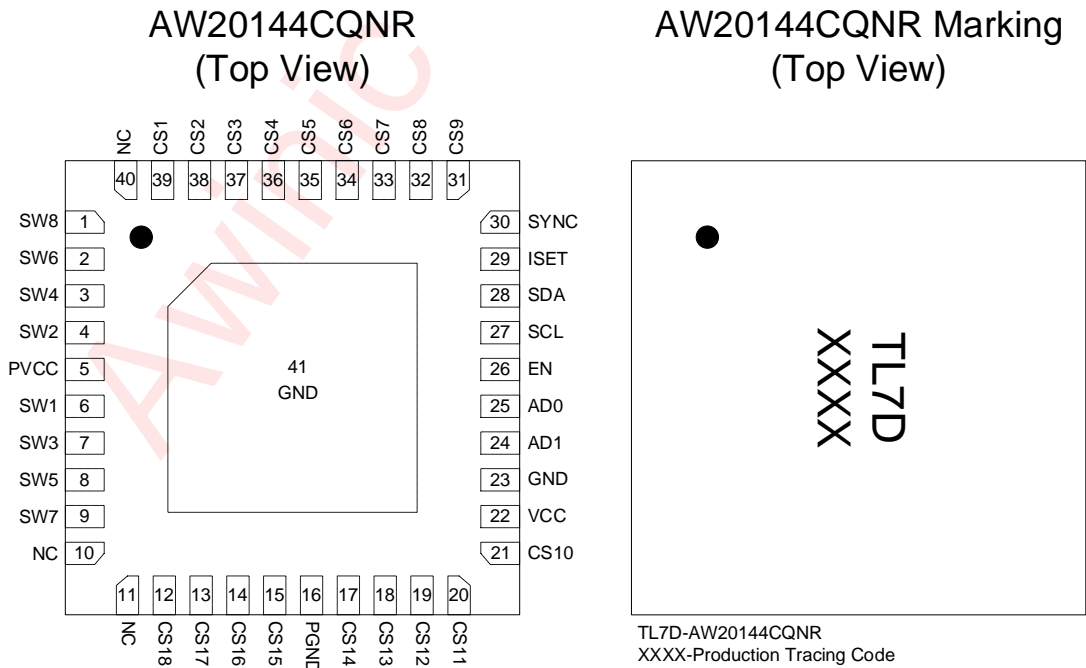 AW20144CQNR
(Top View)
AW20144CQNR Marking
(Top View)
NC
CS1
CS2
CS3
CS4
CS5
CS6
CS7
CS8
CS9
40
39
38
37
36
35
34
33
32
31
SW8 1
SW6 2
SW4 3
SW2 4
PVCC 5
SW1 6
SW3 7
SW5 8
SW7 9
NC 10
41
GND
30 SYNC
29 ISET
28 SDA
27 SCL
26 EN
25 AD0
24 AD1
23 GND
22 VCC
21 CS10
11
12
13
14
15
16
17
18
19
20
NC
CS18
CS17
CS16
CS15
PGND
CS14
CS13
CS12
CS11
Awinic
TL7D
XXXX
TL7D-AW20144CQNR
XXXX-Production Tracing Code